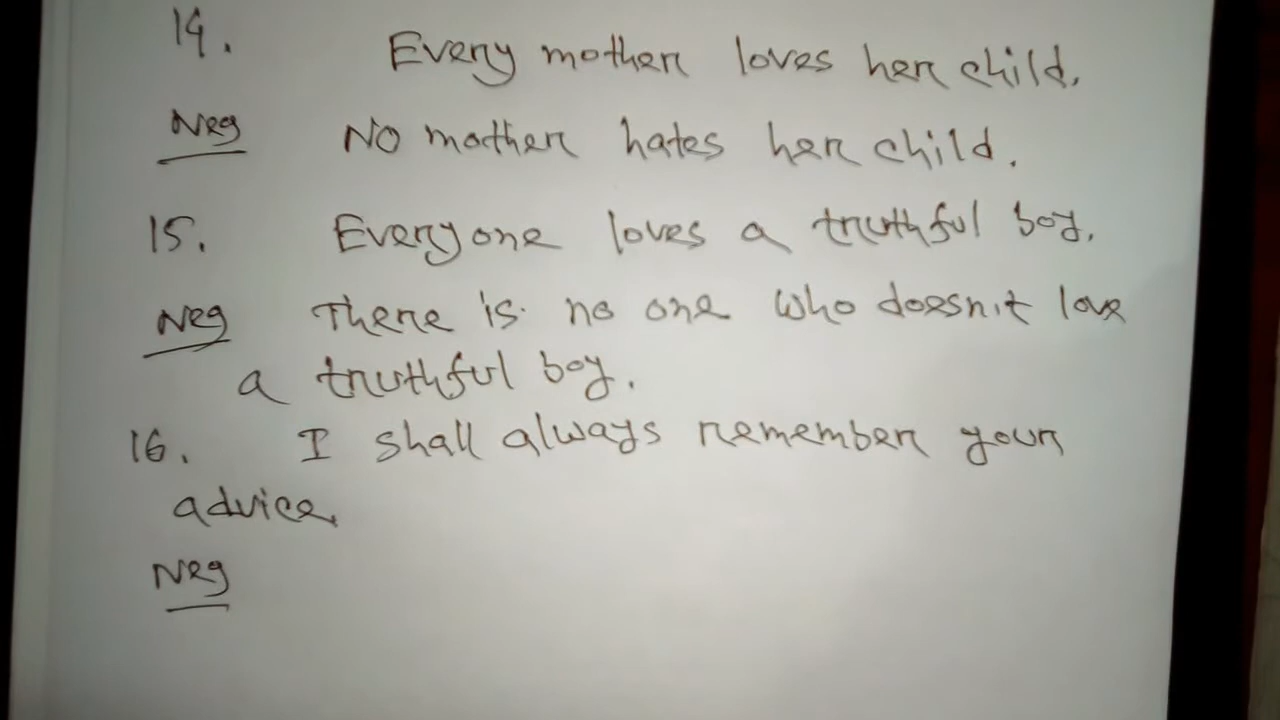 14. Every mother loves her child.
Neg No mother hates her child.
15. Everyone loves a truthful boy.
Neg There is no one who doesn't love
a truthful boy.
16. I shall always remember your
advice.
Neg